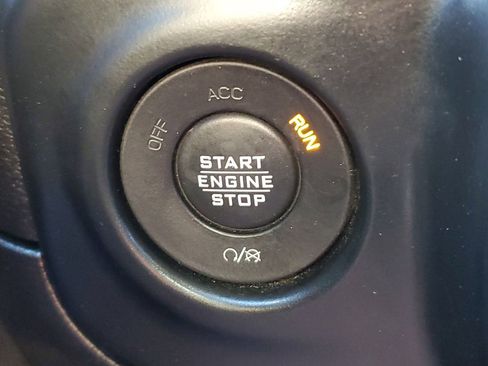 ACC
OFF
RUN
START
ENGINE
STOP